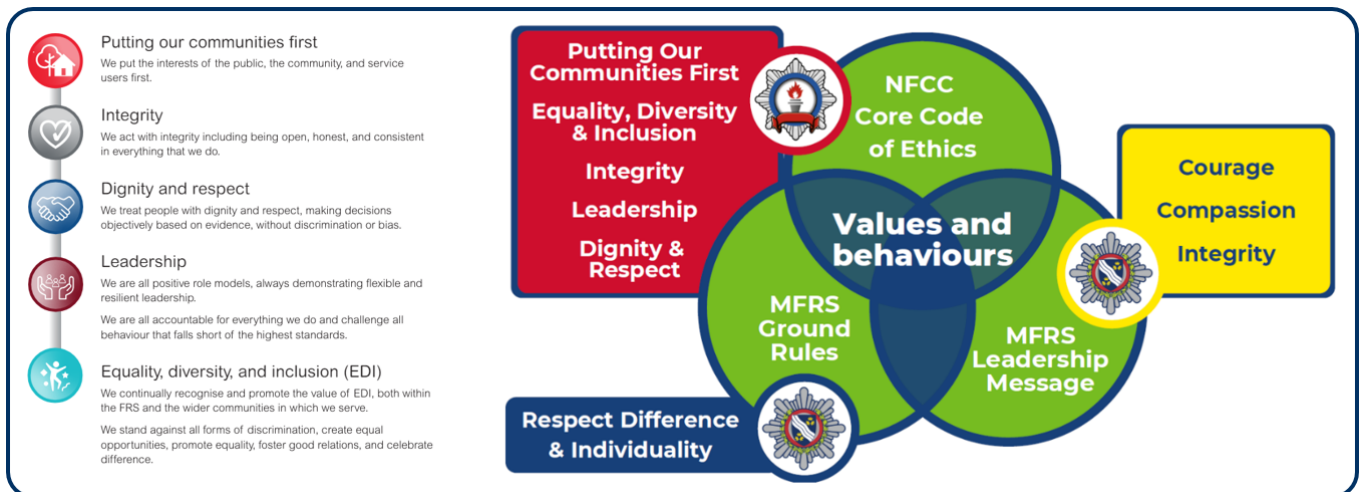 Putting our communities first
We put the interests of the public, the community, and service
users first.
Integrity
We act with integrity including being open, honest, and consistent
in everything that we do.
Dignity and respect
We treat people with dignity and respect, making decisions
objectively based on evidence, without discrimination or bias.
Leadership
We are all positive role models, always demonstrating flexible and
resilient leadership.
We are all accountable for everything we do and challenge all
behaviour that falls short of the highest standards.
Equality, diversity, and inclusion (EDI)
We continually recognise and promote the value of EDI, both within
the FRS and the wider communities in which we serve.
We stand against all forms of discrimination, create equal
opportunities, promote equality, foster good relations, and celebrate
difference.
Putting Our
Communities First
Equality, Diversity
& Inclusion
Integrity
Leadership
Dignity &
Respect
NFCC
Core Code
of Ethics
Values and
behaviours
MFRS
Ground
Rules
MFRS
Leadership
Message
Courage
Compassion
Integrity
Respect Difference
& Individuality